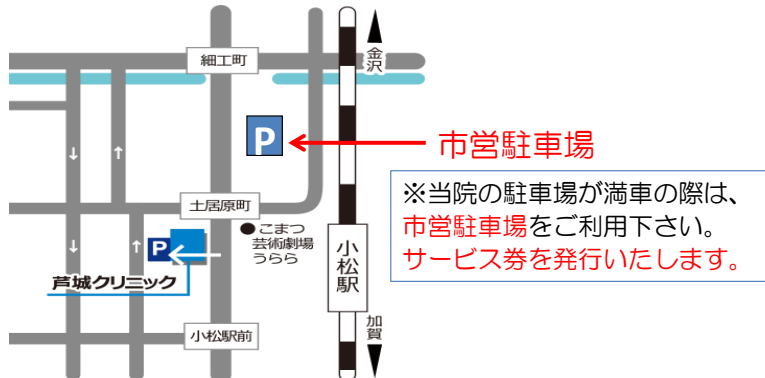 細工町
金沢
P
市営駐車場
※当院の駐車場が満車の際は、
市営駐車場をご利用下さい。
サービス券を発行いたします。
土居原町
●こまつ
芸術劇場
うらら
P
芦城クリニック
小松駅
小松駅前
加賀